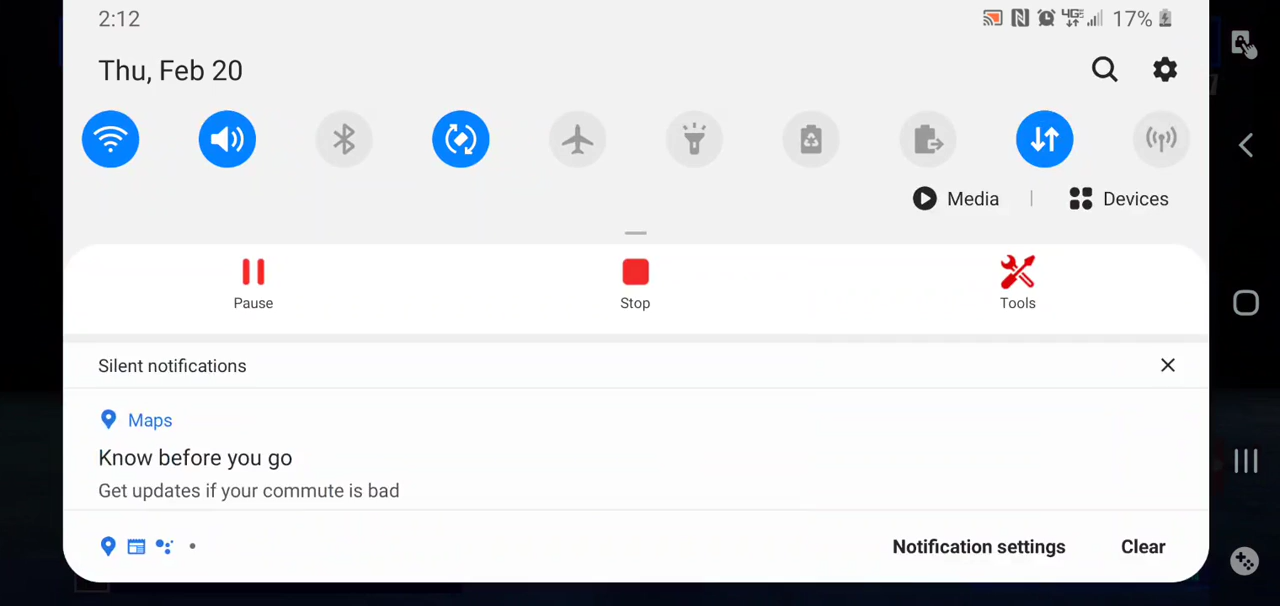 2:12
4GE 17%
Thu, Feb 20
Media | Devices
Pause
Stop
Tools
Silent notifications
Maps
Know before you go
Get updates if your commute is bad
Notification settings
Clear